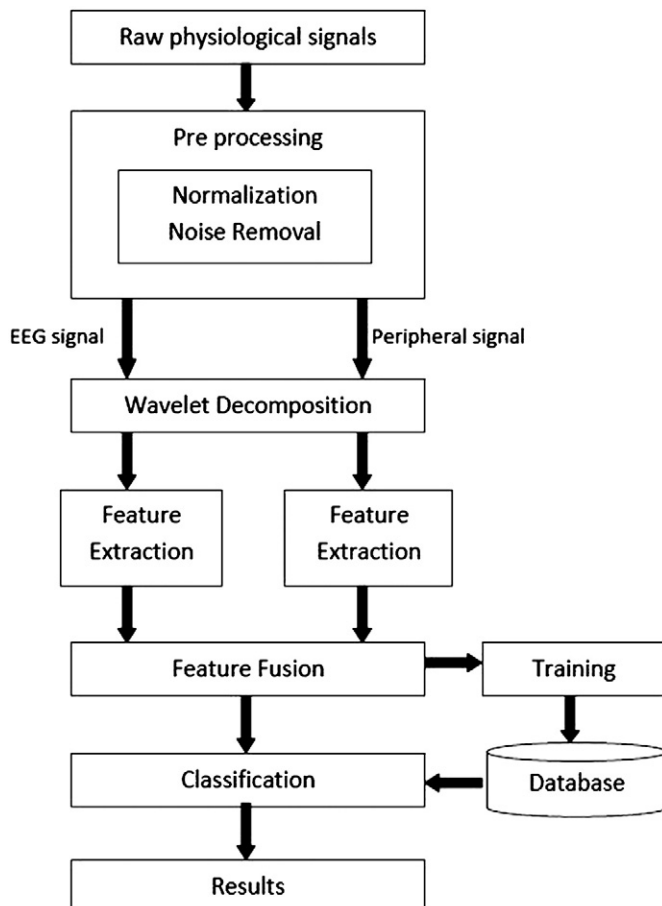 Raw physiological signals
Pre processing
Normalization
Noise Removal
EEG signal
Peripheral signal
Wavelet Decomposition
Feature
Extraction
Feature
Extraction
Feature Fusion
Training
Classification
Database
Results